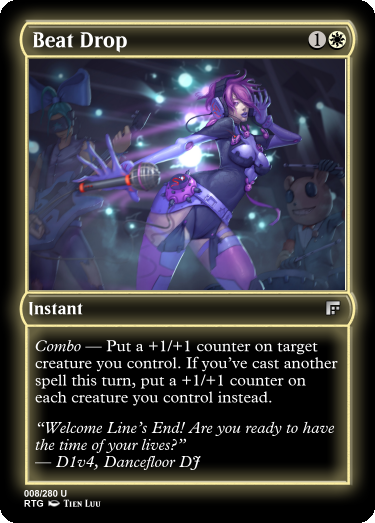 Beat Drop 1
Instant
Combo — Put a +1/+1 counter on target
creature you control. If you've cast another
spell this turn, put a +1/+1 counter on
each creature you control instead.
“Welcome Line's End! Are you ready to have
the time of your lives?”
— D1v4, Dancefloor DJ
008/280 U
RTG Tien Luu